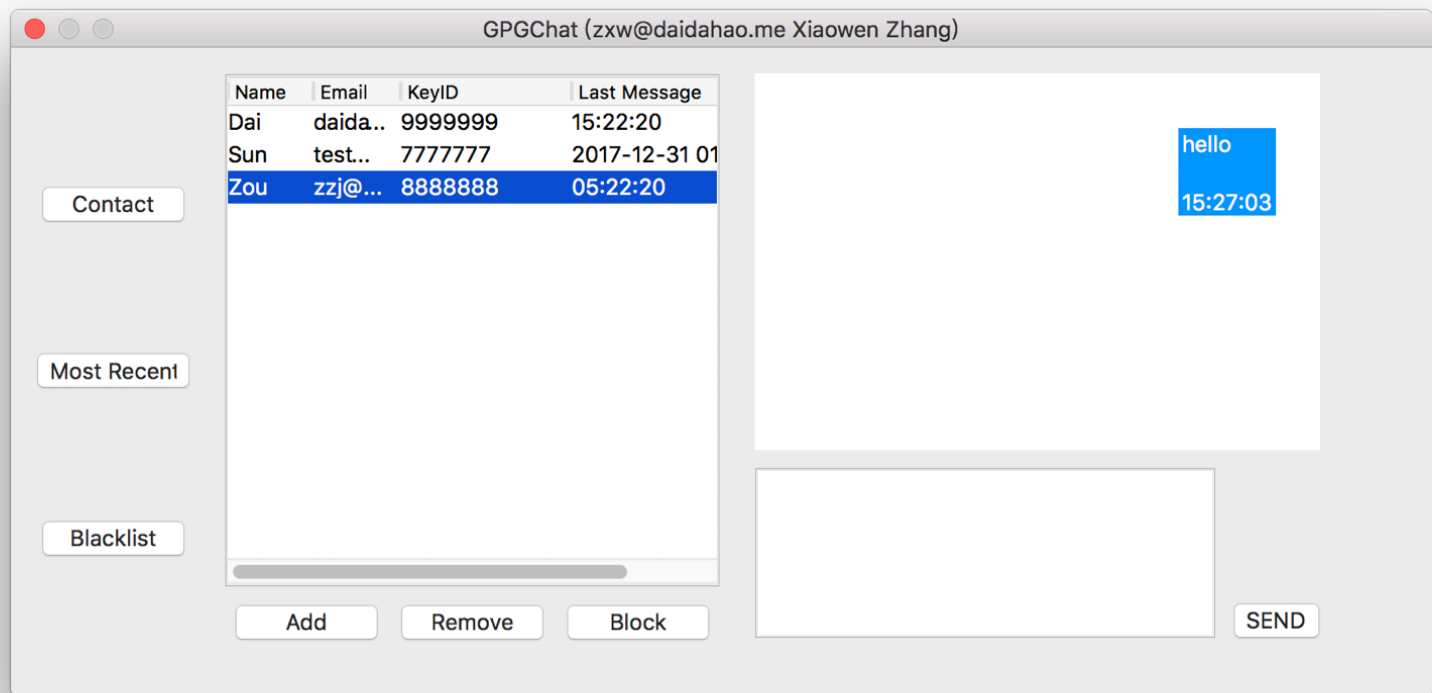 GPGChat (zxw@daidahao.me Xiaowen Zhang)
Name Email KeyID Last Message
Dai daida... 9999999 15:22:20
Sun test... 7777777 2017-12-31 01
Zou zzj@... 8888888 05:22:20
hello
15:27:03
Contact
Most Recent
Blacklist
Add Remove Block
SEND